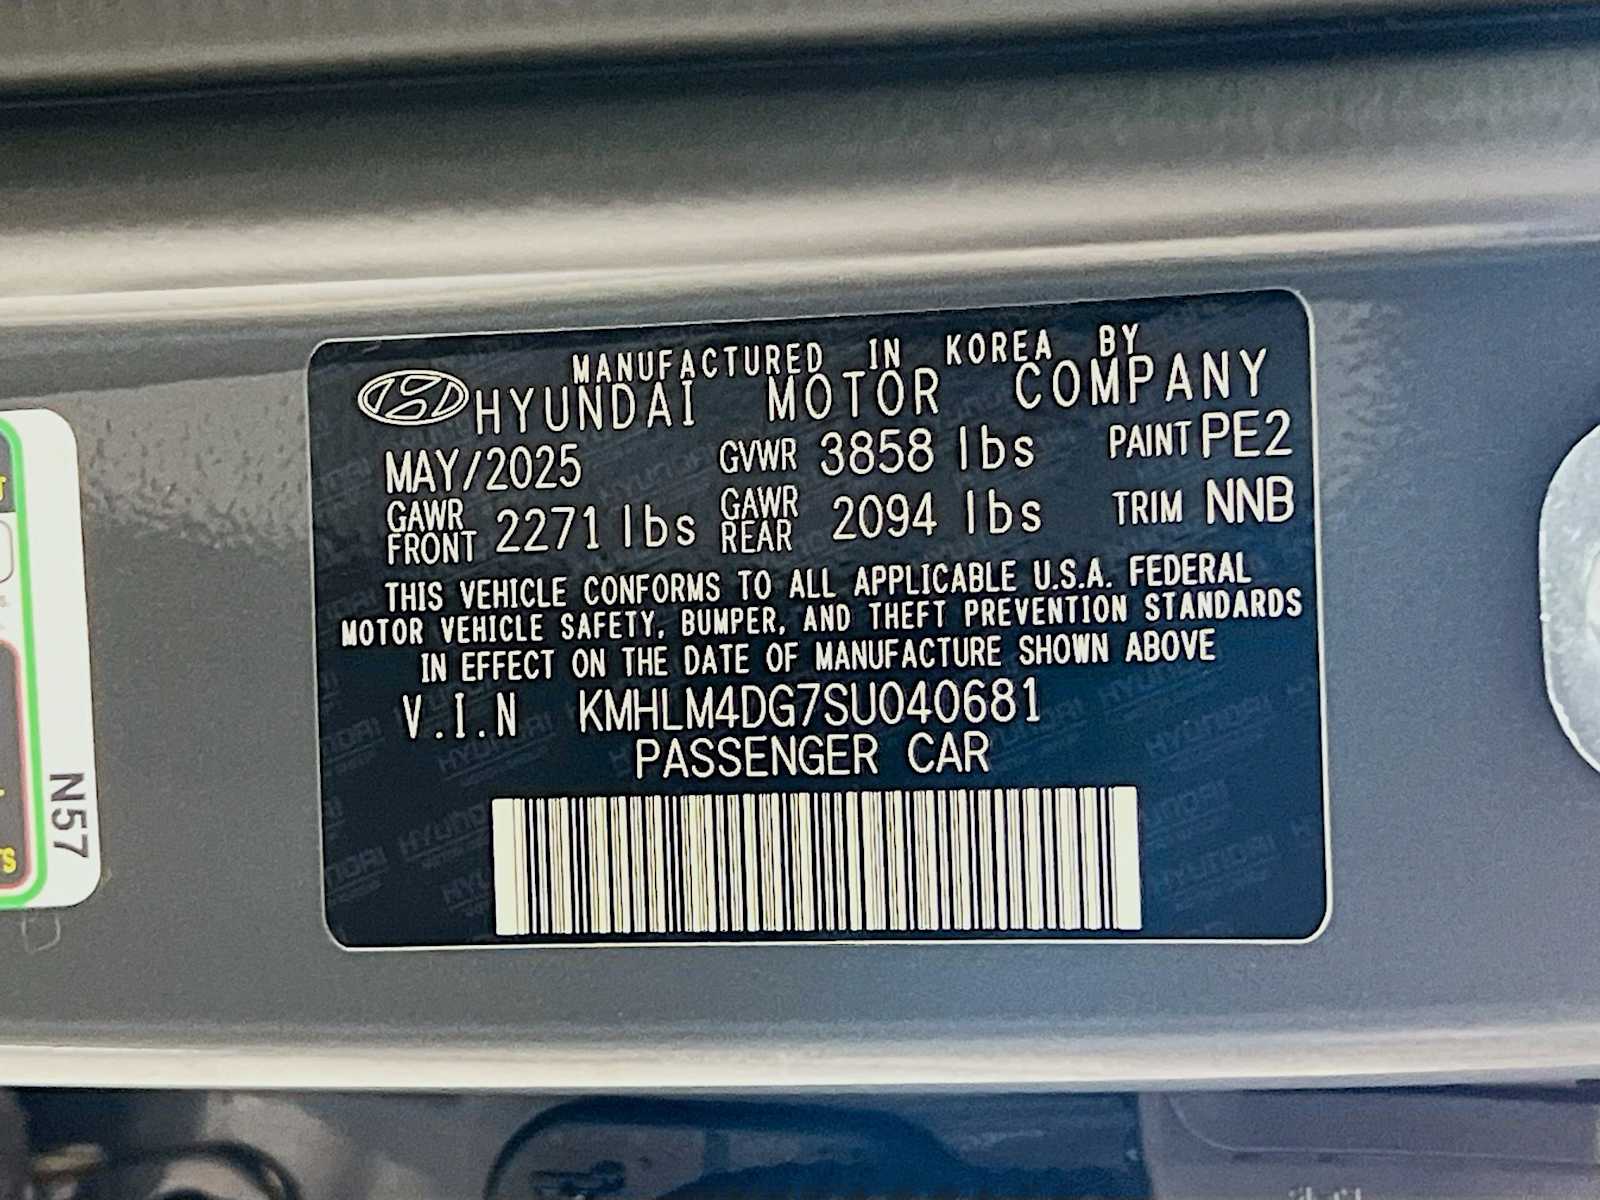 MANUFACTURED IN KOREA BY
HYUNDAI MOTOR COMPANY
MAY/2025 GVWR 3858 lbs PAINT PE2
GAWR FRONT 2271 lbs GAWR REAR 2094 lbs TRIM NNB
THIS VEHICLE CONFORMS TO ALL APPLICABLE U.S.A. FEDERAL
MOTOR VEHICLE SAFETY, BUMPER, AND THEFT PREVENTION STANDARDS
IN EFFECT ON THE DATE OF MANUFACTURE SHOWN ABOVE
V.I.N KMHLM4DG7SU040681
PASSENGER CAR
N57